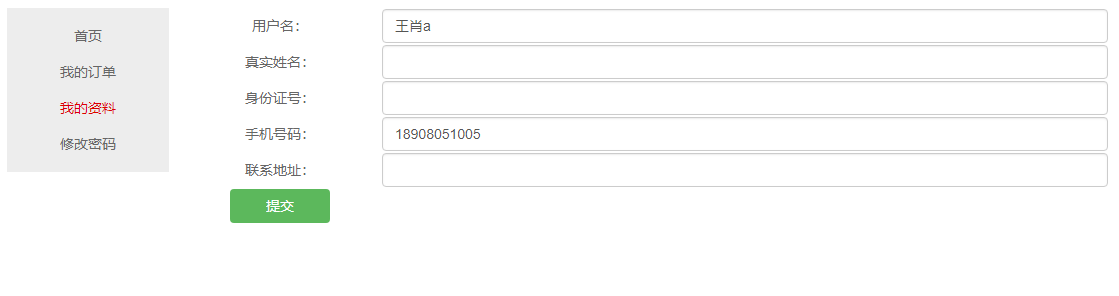 首页
我的订单
我的资料
修改密码
用户名： 王肖a
真实姓名：
身份证号：
手机号码： 18908051005
联系地址：
提交